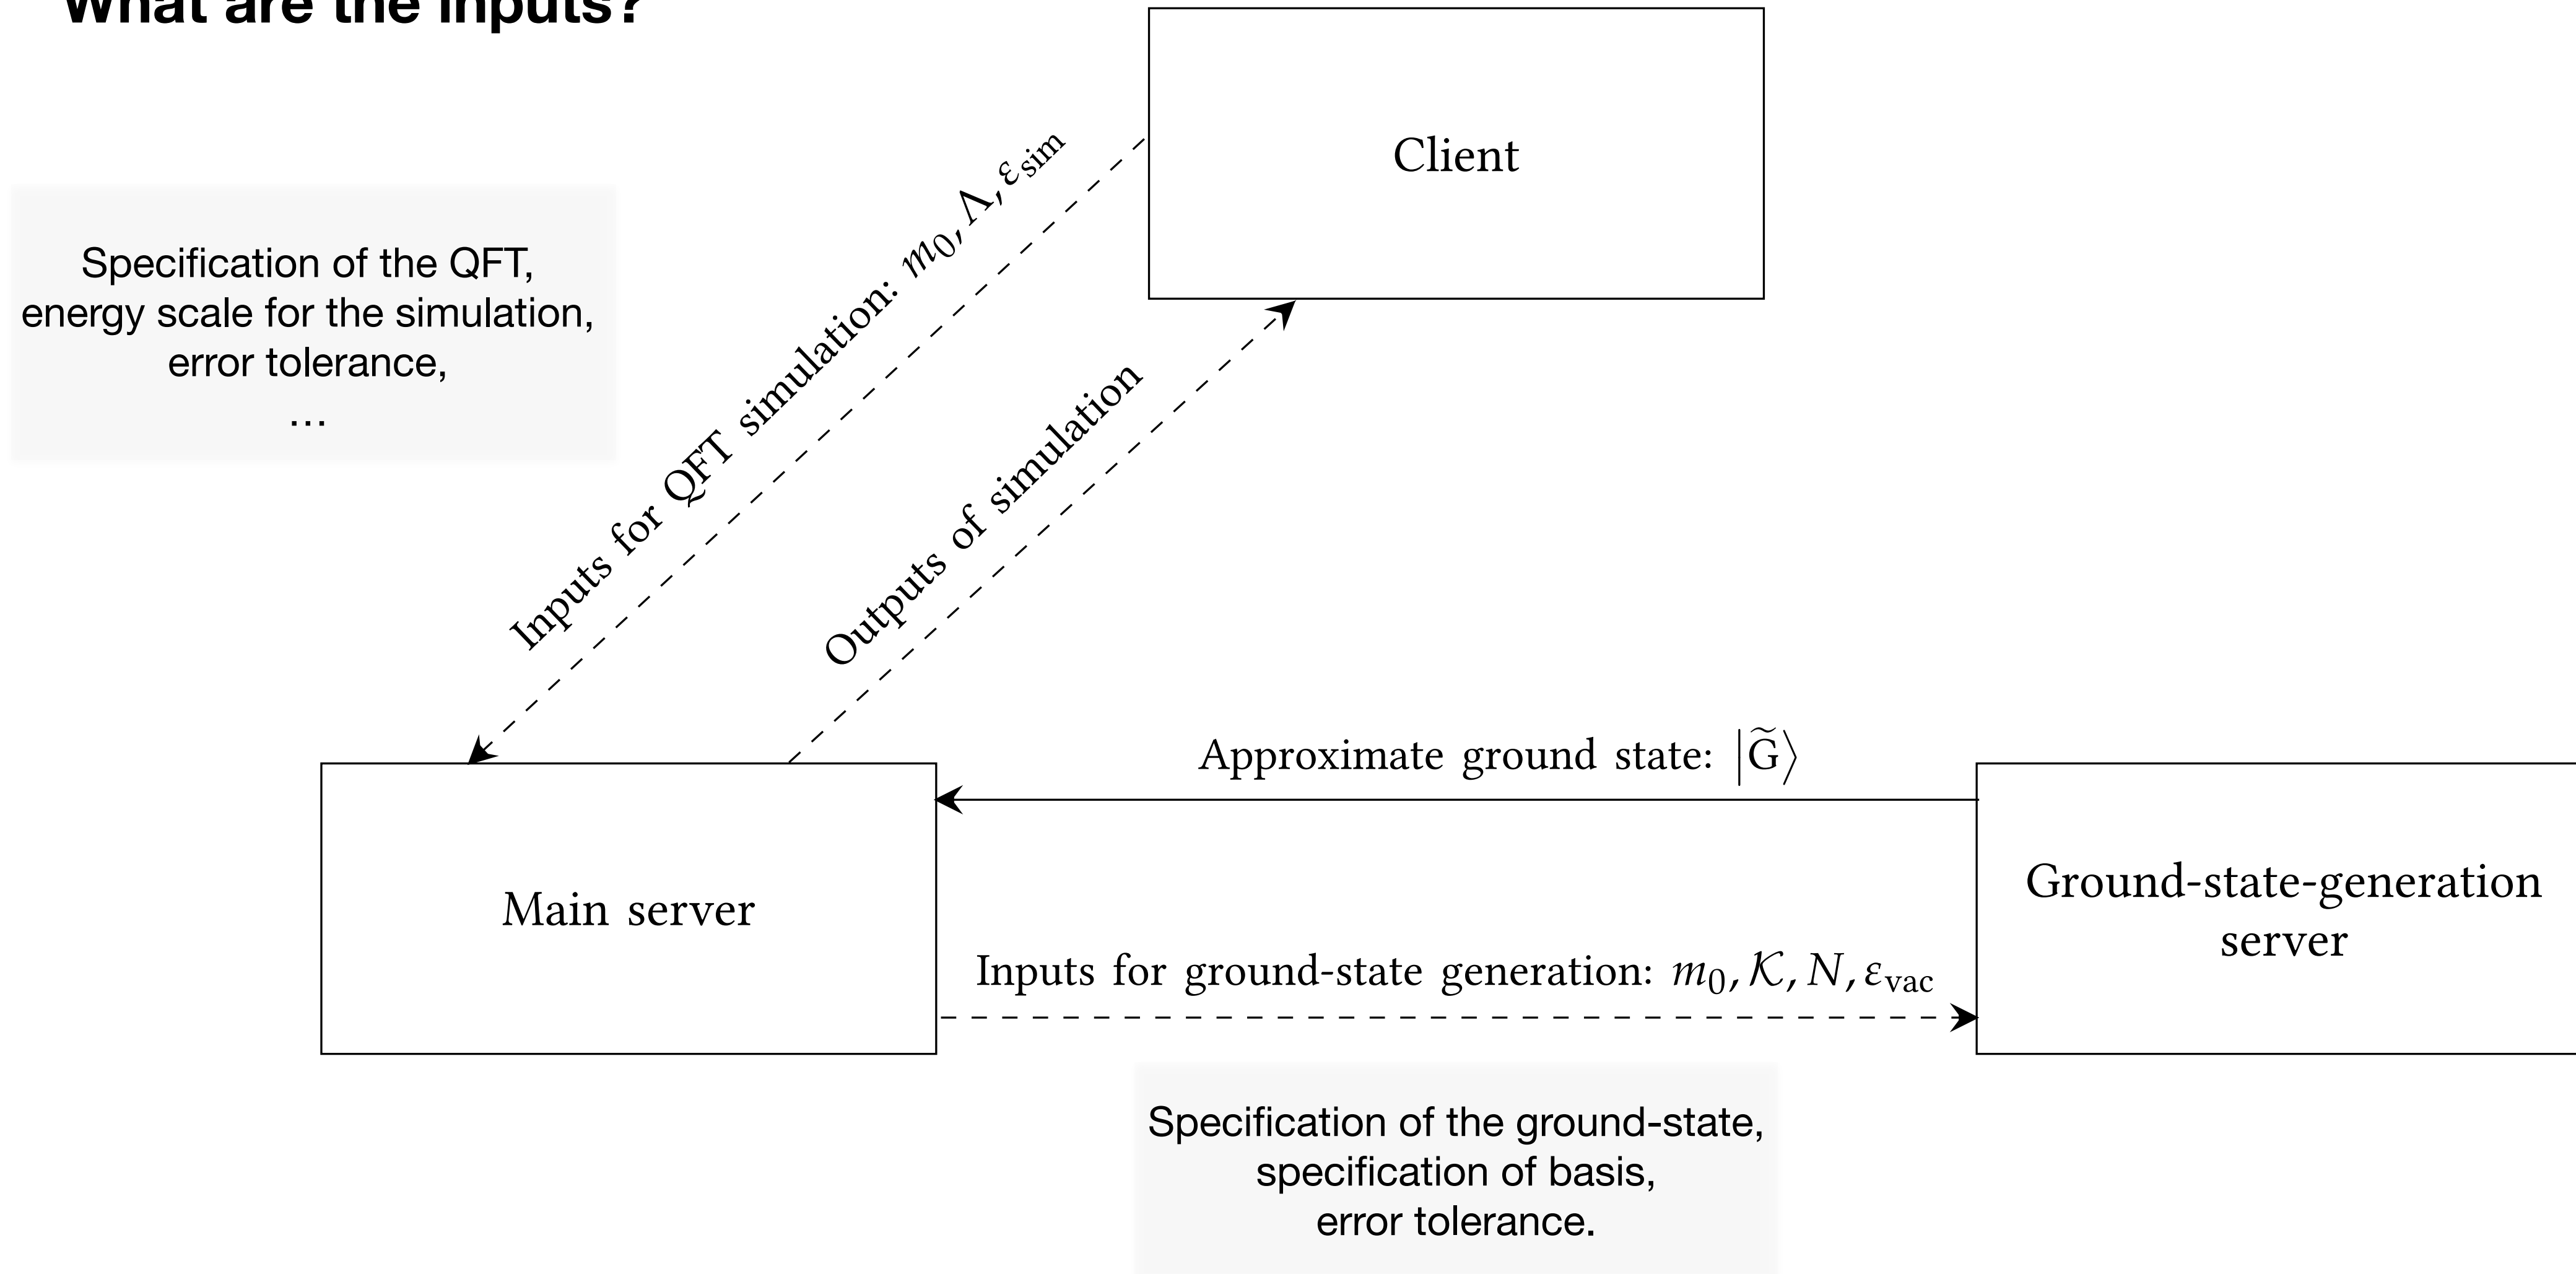 What are the inputs?
Client
Inputs for QFT simulation: m₀, Λ, εsim
Specification of the QFT,
energy scale for the simulation,
error tolerance,
…
Outputs of simulation
Approximate ground state: |G̃⟩
Main server
Ground-state-generation
server
Inputs for ground-state generation: m₀, 𝒦, N, εvac
Specification of the ground-state,
specification of basis,
error tolerance.